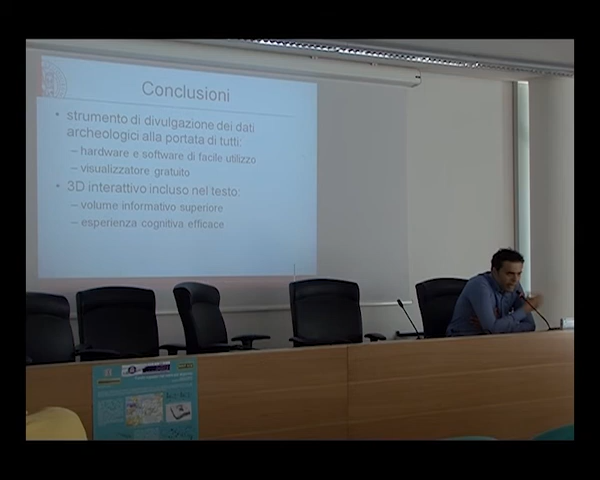 Conclusioni
• strumento di divulgazione dei dati
archeologici alla portata di tutti:
– hardware e software di facile utilizzo
– visualizzatore gratuito
• 3D interattivo incluso nel testo:
– volume informativo superiore
– esperienza cognitiva efficace